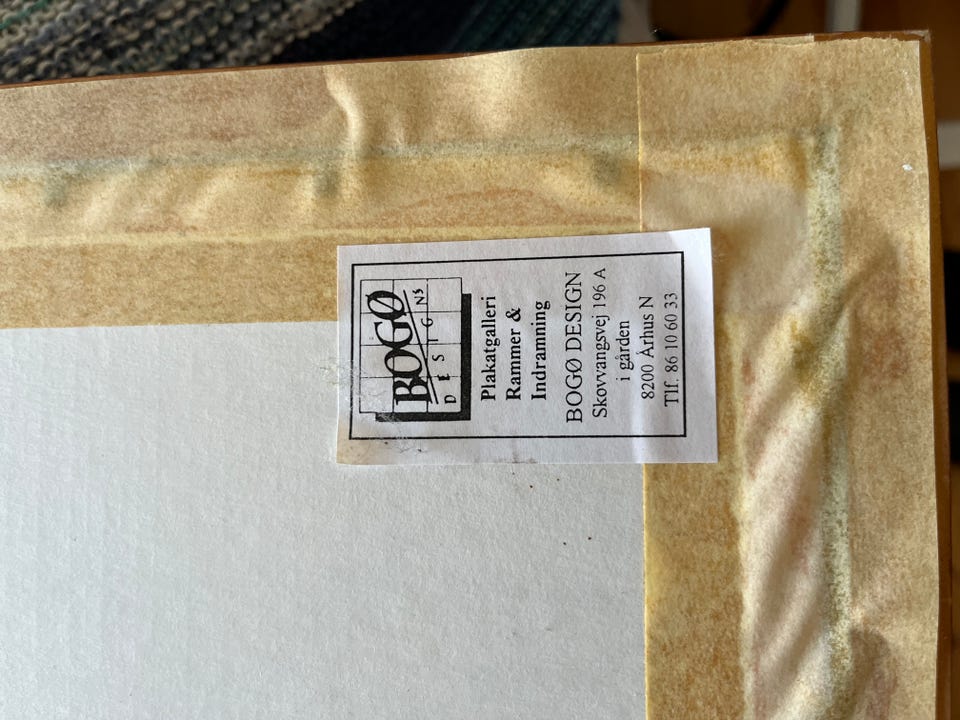 BOGØ
DESIGNS
Plakatgalleri
Rammer &
Indramning
BOGØ DESIGN
Skovvangsvej 196 A
i gården
8200 Århus N
Tlf. 86 10 60 33